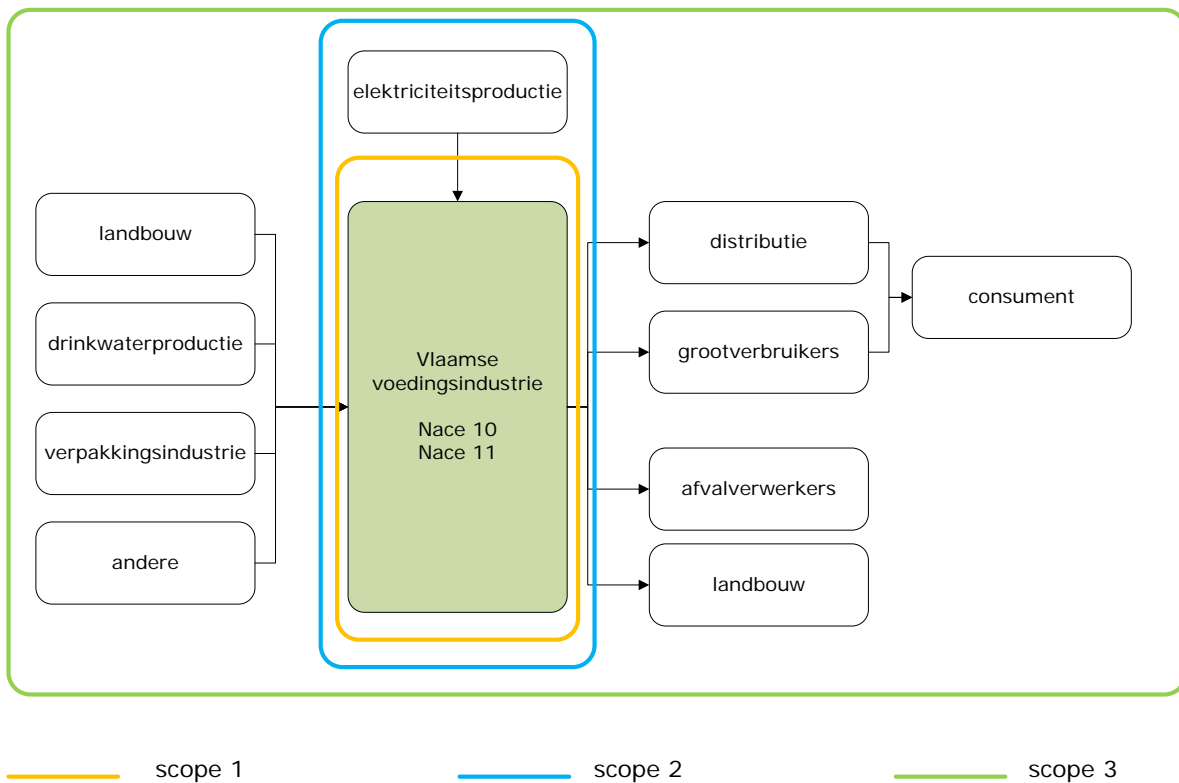 elektriciteitsproductie
landbouw
drinkwaterproductie
verpakkingsindustrie
andere
Vlaamse
voedingsindustrie
Nace 10
Nace 11
distributie
grootverbruikers
afvalverwerkers
landbouw
consument
scope 1
scope 2
scope 3